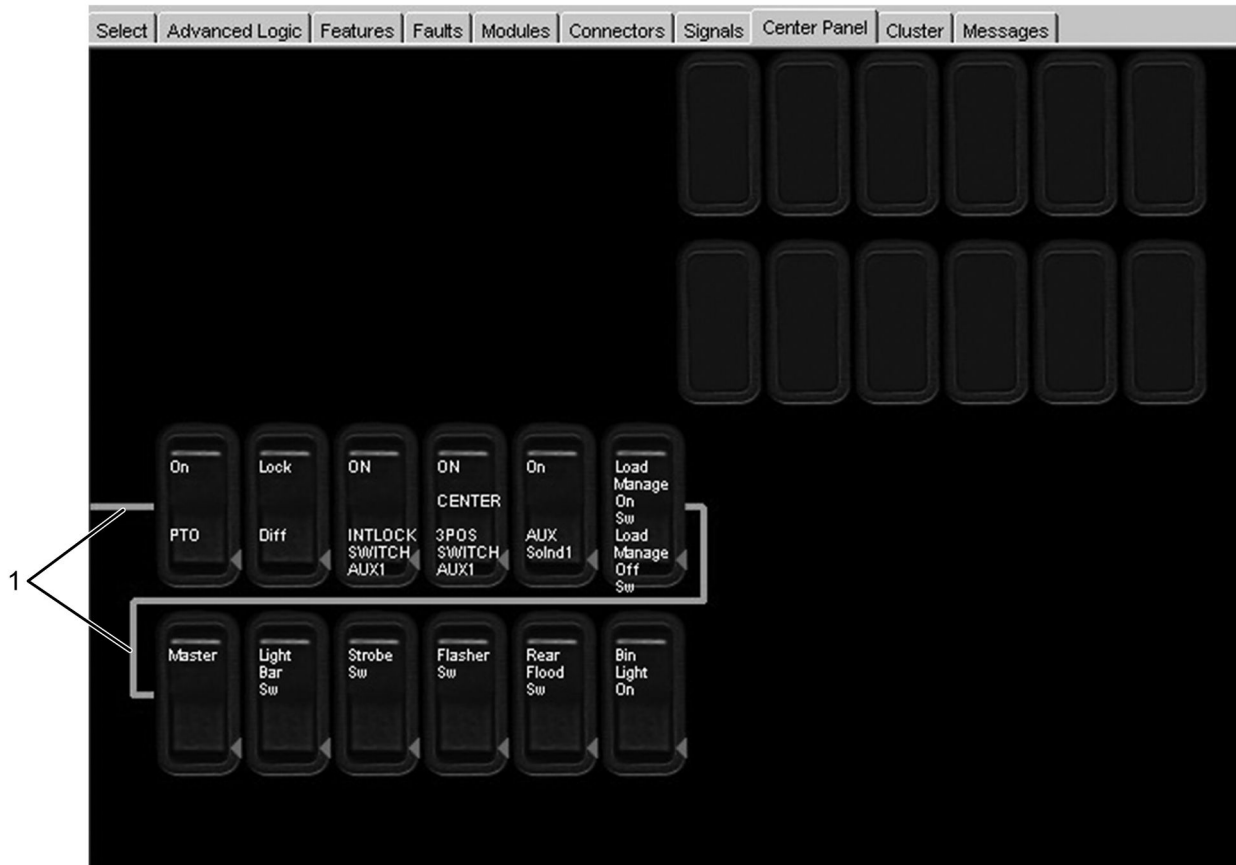 Select Advanced Logic Features Faults Modules Connectors Signals Center Panel Cluster Messages
On
PTO
Lock
Diff
ON
INTLOCK
SWITCH
AUX1
ON
CENTER
3POS
SWITCH
AUX1
On
AUX
Solnd1
Load
Manage
On
Sw
Load
Manage
Off
Sw
1
Master
Light
Bar
Sw
Strobe
Sw
Flasher
Sw
Rear
Flood
Sw
Bin
Light
On